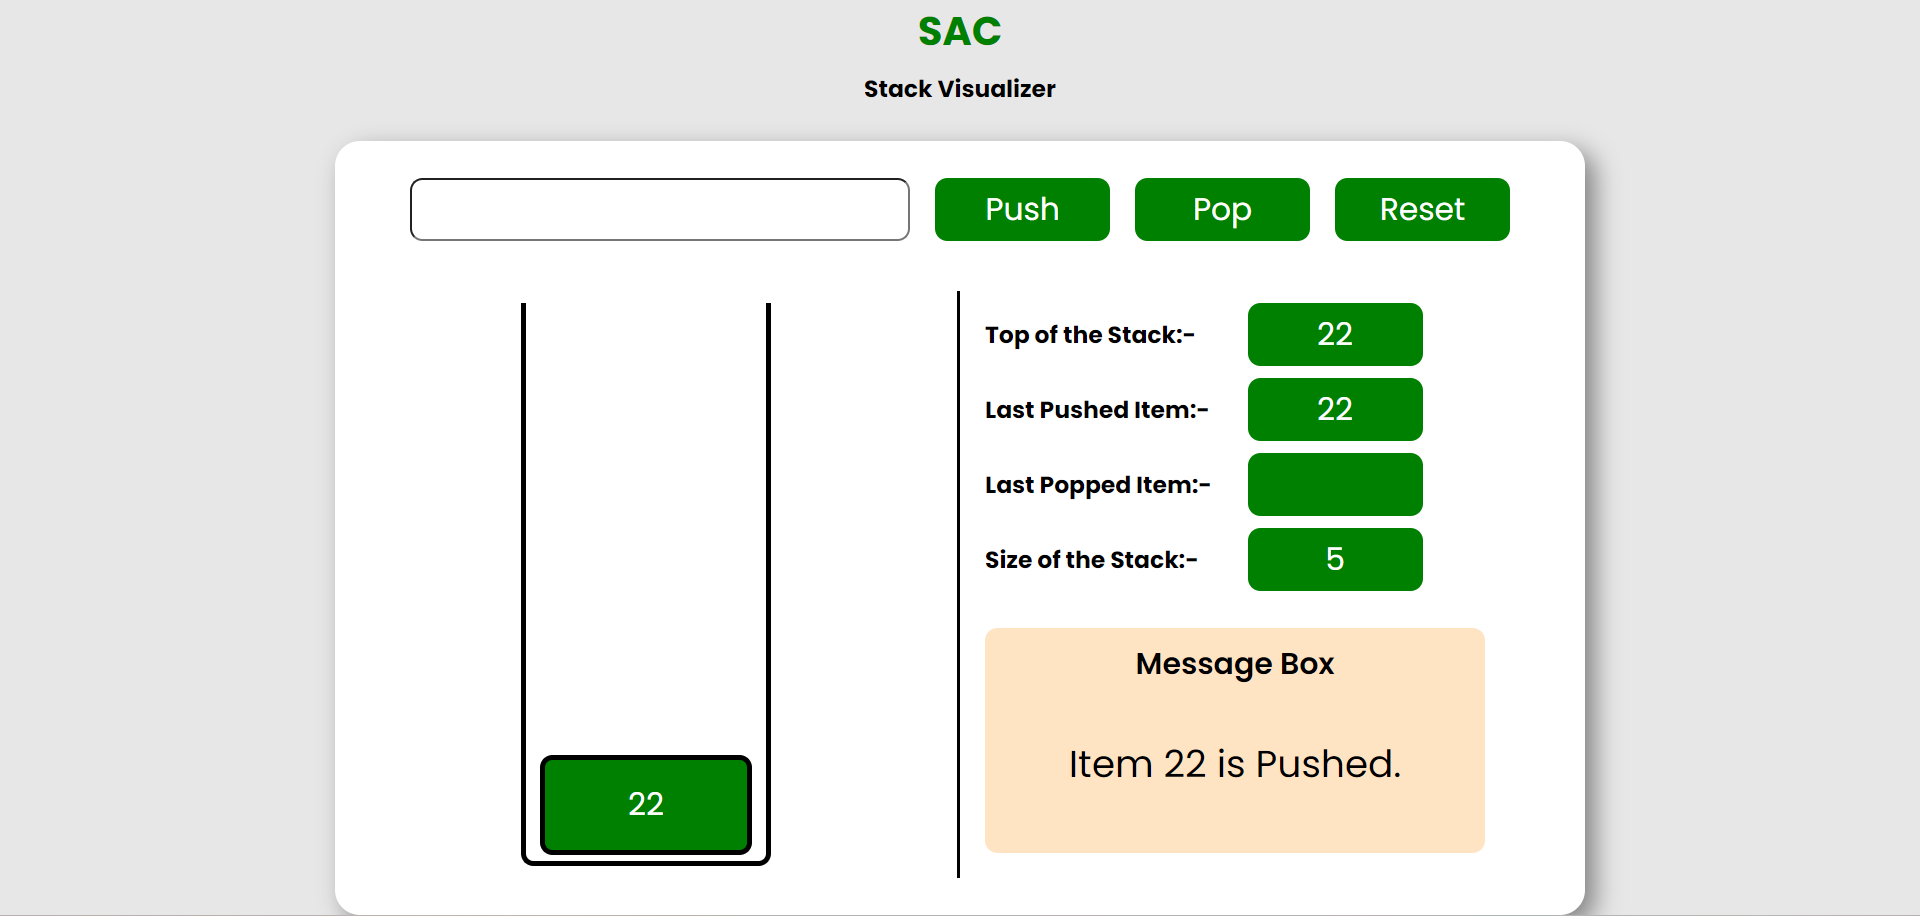 SAC
Stack Visualizer
Push Pop Reset
Top of the Stack:- 22
Last Pushed Item:- 22
Last Popped Item:-
Size of the Stack:- 5
Message Box
Item 22 is Pushed.
22